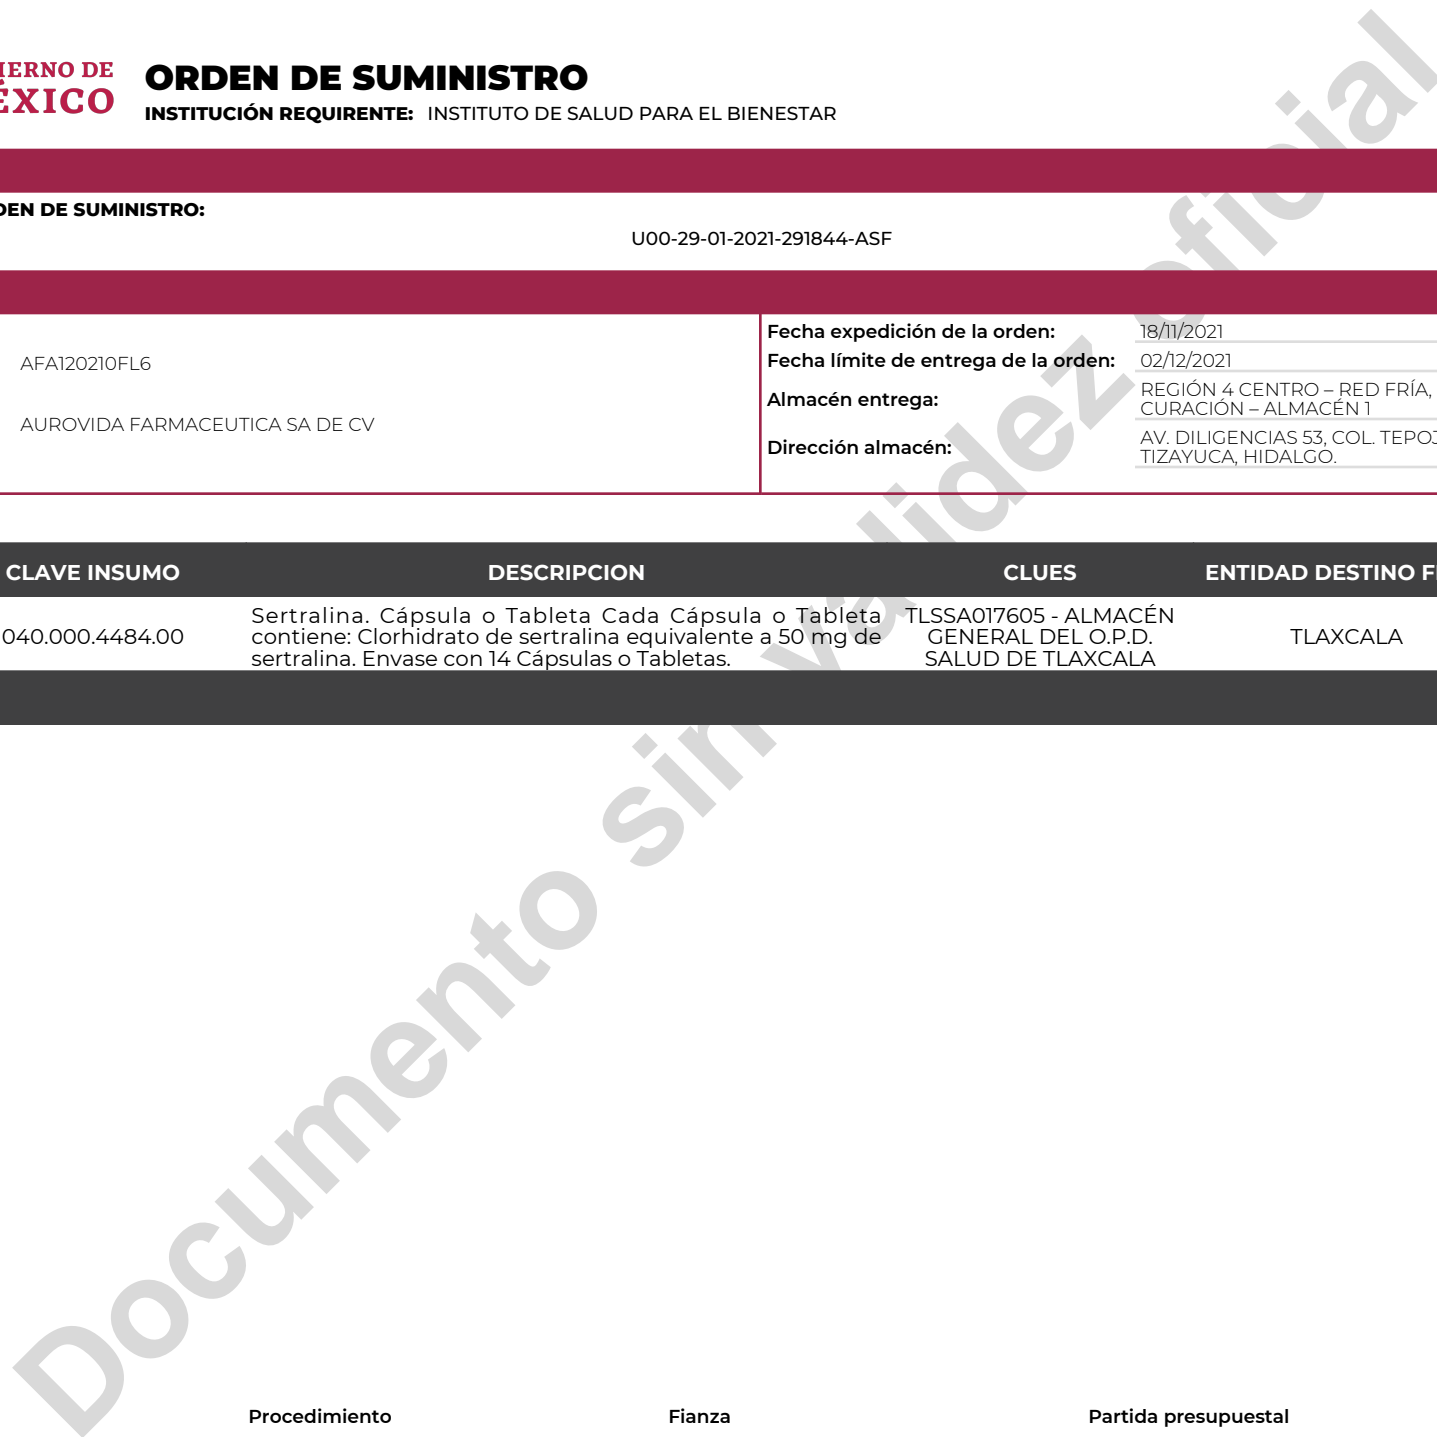 IERNO DE
ÉXICO
ORDEN DE SUMINISTRO
INSTITUCIÓN REQUIRENTE: INSTITUTO DE SALUD PARA EL BIENESTAR
DEN DE SUMINISTRO:
U00-29-01-2021-291844-ASF
AFA120210FL6
AUROVIDA FARMACEUTICA SA DE CV
Fecha expedición de la orden: 18/11/2021
Fecha límite de entrega de la orden: 02/12/2021
Almacén entrega: REGIÓN 4 CENTRO – RED FRÍA,
CURACIÓN – ALMACÉN 1
Dirección almacén: AV. DILIGENCIAS 53, COL. TEPOJ
TIZAYUCA, HIDALGO.
CLAVE INSUMO DESCRIPCION CLUES ENTIDAD DESTINO FI
040.000.4484.00
Sertralina. Cápsula o Tableta Cada Cápsula o Tableta
contiene: Clorhidrato de sertralina equivalente a 50 mg de
sertralina. Envase con 14 Cápsulas o Tabletas.
TLSSA017605 - ALMACÉN
GENERAL DEL O.P.D.
SALUD DE TLAXCALA
TLAXCALA
Documento sin validez oficial
Procedimiento Fianza Partida presupuestal